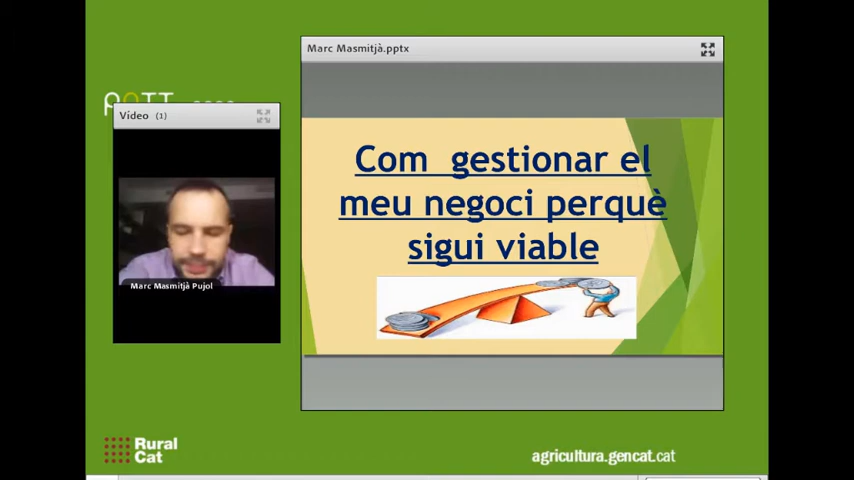 Marc Masmitjà.pptx
Vídeo (1)
Com gestionar el
meu negoci perquè
sigui viable
Marc Masmitjà Pujol
Rural
Cat
agricultura.gencat.cat